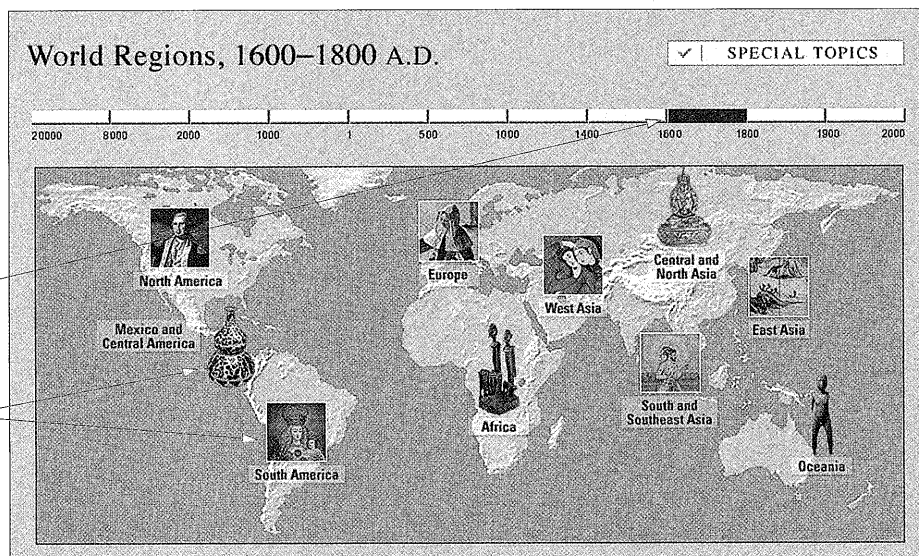 World Regions, 1600–1800 A.D.
✓ | SPECIAL TOPICS
20000 8000 2000 1000 1 500 1000 1400 1600 1800 1900 2000
North America
Mexico and
Central America
South America
Europe
West Asia
Africa
Central and
North Asia
East Asia
South and
Southeast Asia
Oceania